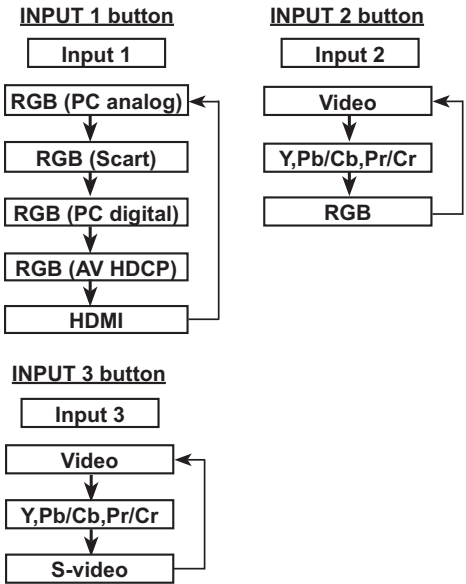 INPUT 1 button
Input 1
RGB (PC analog)
RGB (Scart)
RGB (PC digital)
RGB (AV HDCP)
HDMI
INPUT 2 button
Input 2
Video
Y,Pb/Cb,Pr/Cr
RGB
INPUT 3 button
Input 3
Video
Y,Pb/Cb,Pr/Cr
S-video